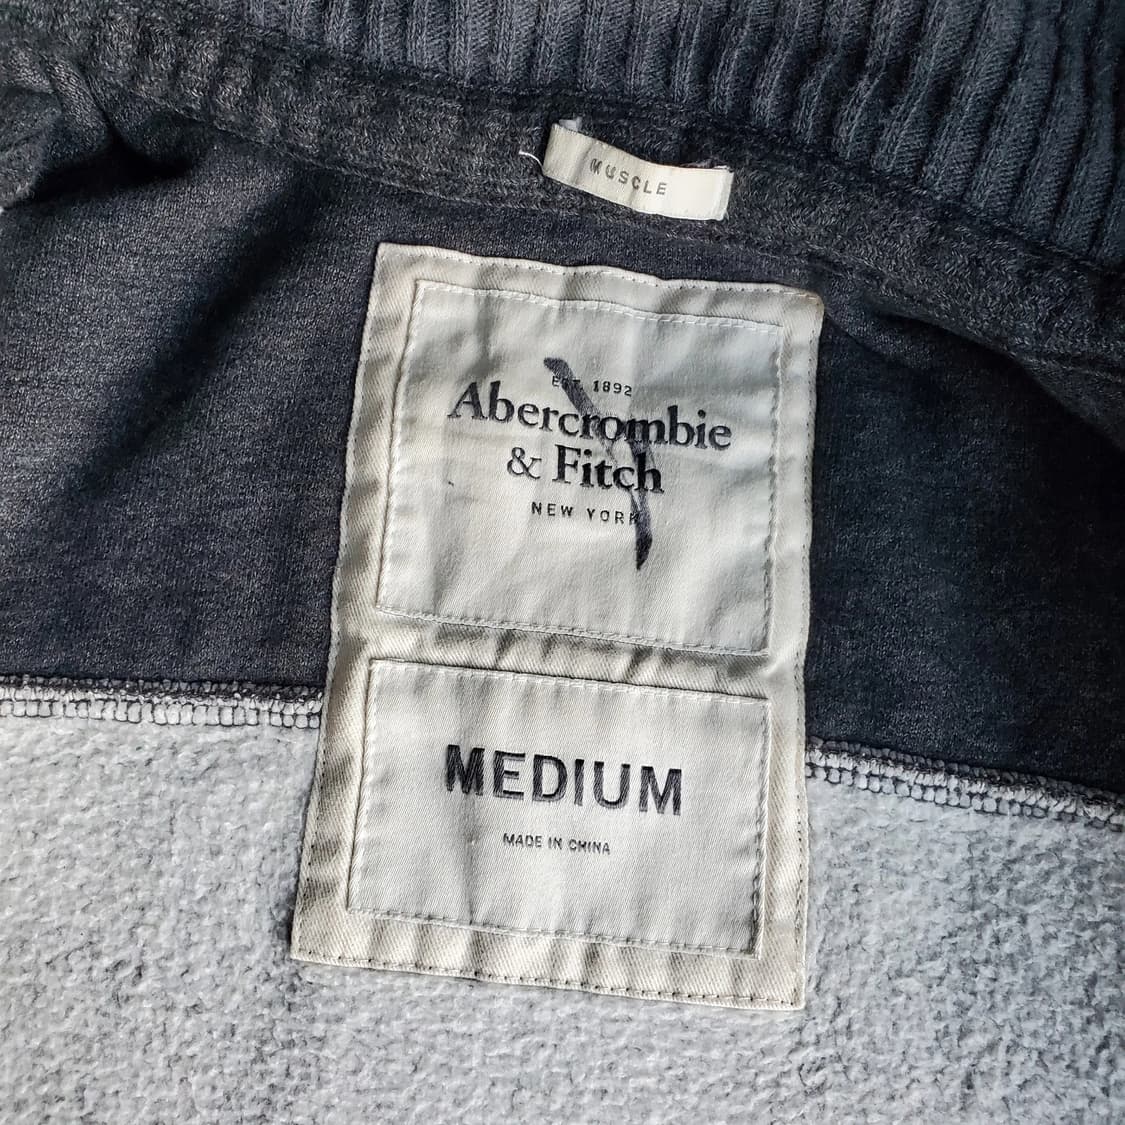 MUSCLE
EST. 1892
Abercrombie
& Fitch
NEW YORK
MEDIUM
MADE IN CHINA